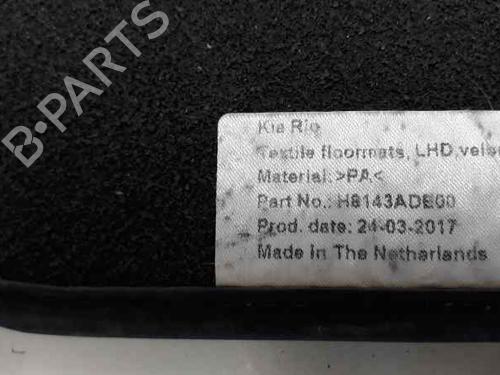 B-PARTS
Kia Rio
Textile floormats, LHD, velou
Material: >PA<
Part No.: H8143ADE00
Prod. date: 24-03-2017
Made in The Netherlands